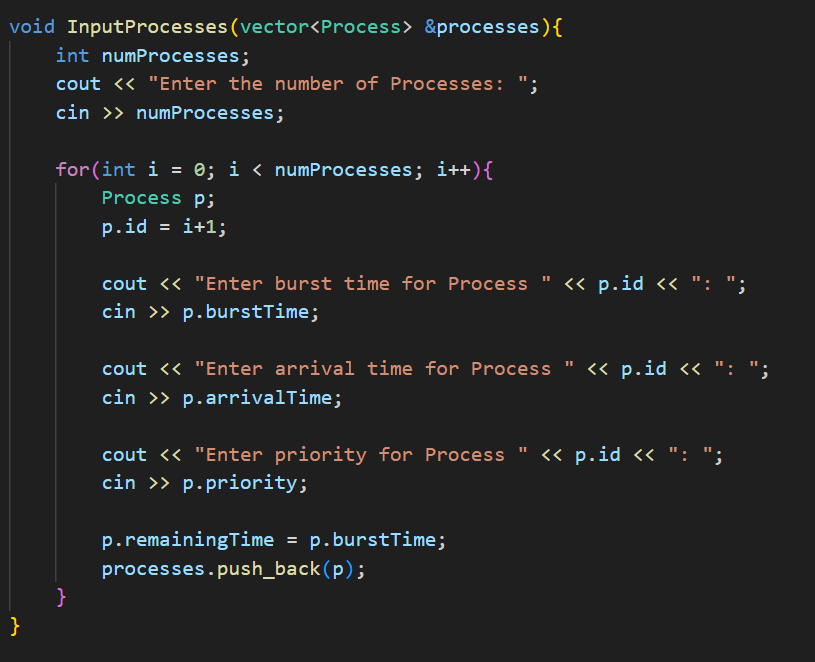 void InputProcesses(vector<Process> &processes){
    int numProcesses;
    cout << "Enter the number of Processes: ";
    cin >> numProcesses;

    for(int i = 0; i < numProcesses; i++){
        Process p;
        p.id = i+1;

        cout << "Enter burst time for Process " << p.id << ": ";
        cin >> p.burstTime;

        cout << "Enter arrival time for Process " << p.id << ": ";
        cin >> p.arrivalTime;

        cout << "Enter priority for Process " << p.id << ": ";
        cin >> p.priority;

        p.remainingTime = p.burstTime;
        processes.push_back(p);
    }
}